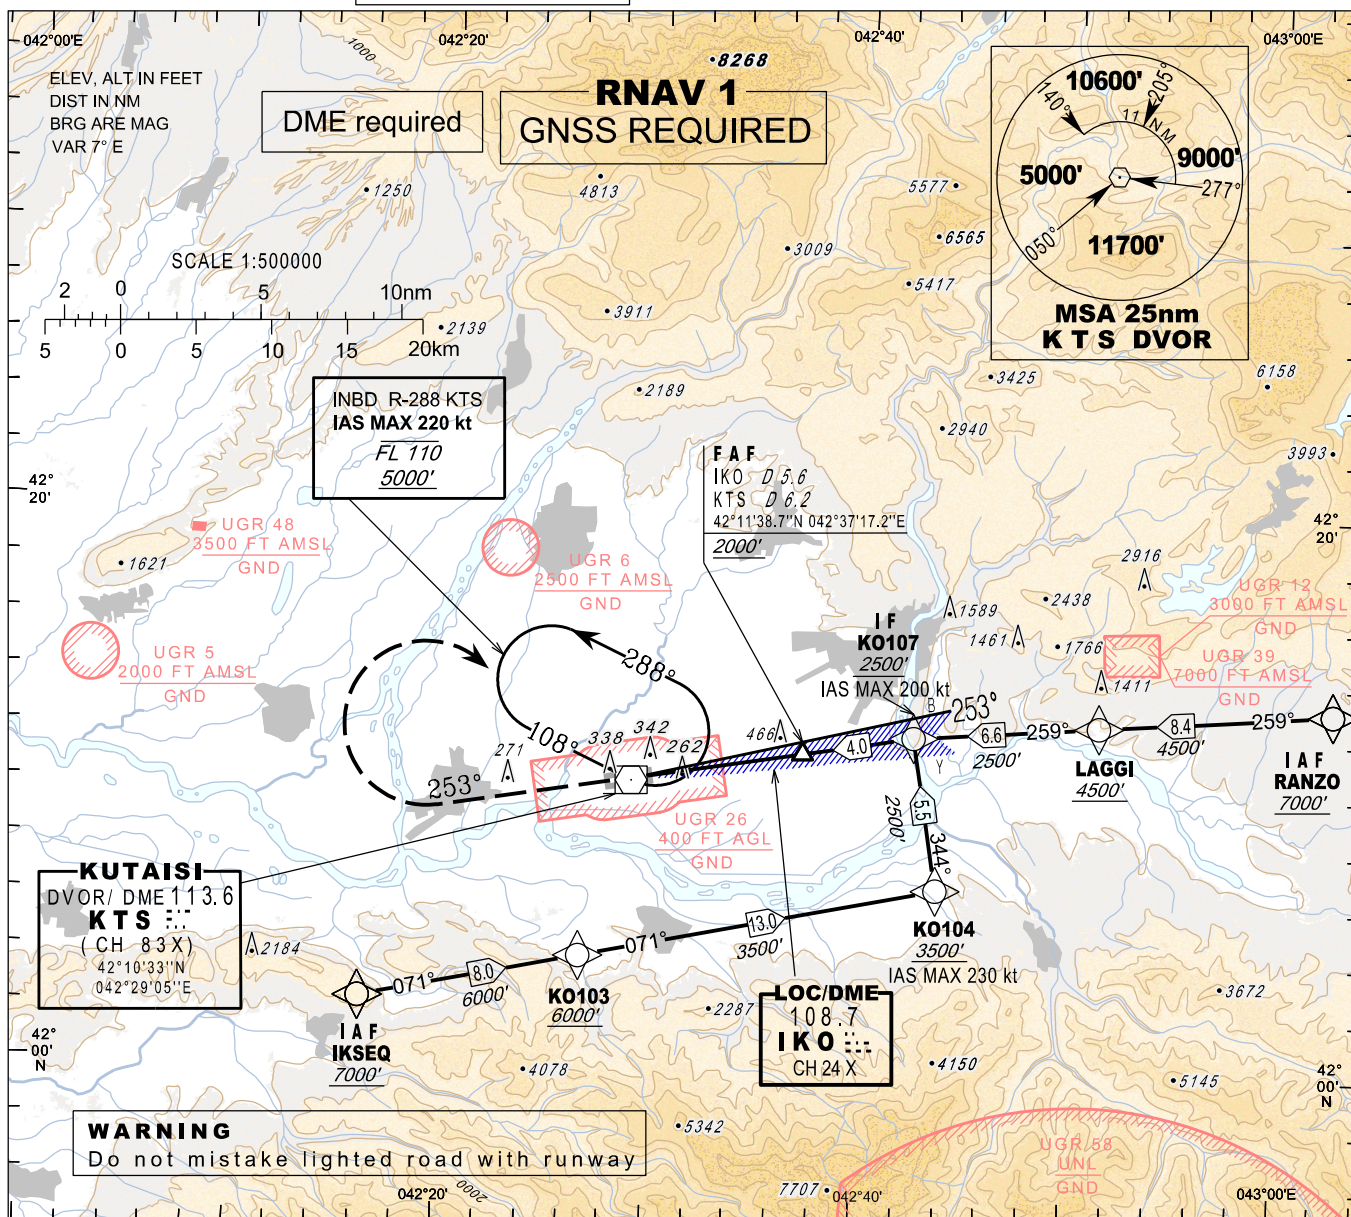 042°00'E
042°20'
042°40'
043°00'E
ELEV, ALT IN FEET
DIST IN NM
BRG ARE MAG
VAR 7° E
1000
DME required
8268
RNAV 1
GNSS REQUIRED
10600'
140°
205°
11 NM
9000'
5000'
277°
050°
11700'
MSA 25nm
KTS DVOR
1250
4813
5577
6565
3009
5417
SCALE 1:500000
2
0
5
10nm
5
0
5
10
15
20km
3911
2139
2189
3425
6158
2940
3993
INBD R-288 KTS
IAS MAX 220 kt
FL 110
5000'
FAF
IKO D 5.6
KTS D 6.2
42°11'38.7"N 042°37'17.2"E
2000'
42°
20'
42°
20'
UGR 48
3500 FT AMSL
GND
1621
UGR 6
2500 FT AMSL
GND
UGR 5
2000 FT AMSL
GND
2916
2438
1589
1461
1766
1411
UGR 12
3000 FT AMSL
GND
UGR 39
7000 FT AMSL
GND
IF
KO107
2500'
IAS MAX 200 kt
B
253°
Y
288°
108°
253°
271
338
342
262
466
4.0
6.6
259°
2500'
8.4
259°
4500'
LAGGI
4500'
IAF
RANZO
7000'
UGR 26
400 FT AGL
GND
5.5
2500'
344°
KUTAISI
DVOR/ DME 113.6
KTS
(CH 83X)
42°10'33"N
042°29'05"E
2184
071°
8.0
6000'
071°
13.0
3500'
KO104
3500'
IAS MAX 230 kt
KO103
6000'
IAF
IKSEQ
7000'
LOC/DME
108.7
IKO
CH 24 X
2287
3672
4150
5145
4078
5342
7707
42°
00'
N
42°
00'
N
WARNING
Do not mistake lighted road with runway
UGR 58
UNL
GND
042°20'
2000
042°40'
043°00'E